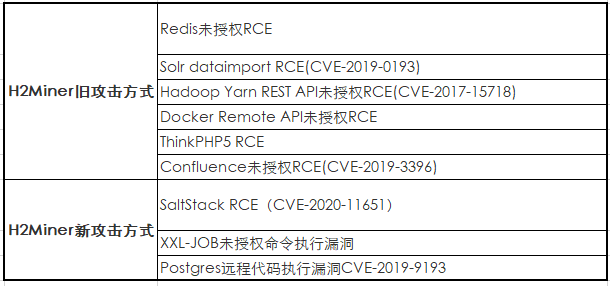 H2Miner旧攻击方式
Redis未授权RCE
Solr dataimport RCE(CVE-2019-0193)
Hadoop Yarn REST API未授权RCE(CVE-2017-15718)
Docker Remote API未授权RCE
ThinkPHP5 RCE
Confluence未授权RCE(CVE-2019-3396)
H2Miner新攻击方式
SaltStack RCE（CVE-2020-11651）
XXL-JOB未授权命令执行漏洞
Postgres远程代码执行漏洞CVE-2019-9193